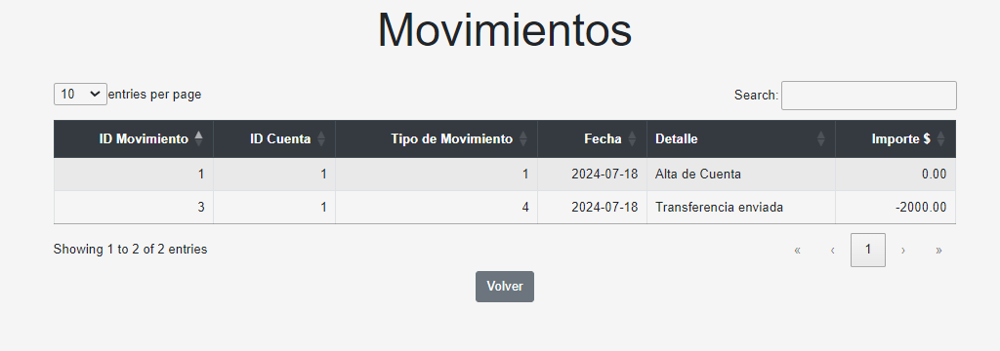 Movimientos
10 entries per page Search:
ID Movimiento ID Cuenta Tipo de Movimiento Fecha Detalle Importe $
1 1 1 2024-07-18 Alta de Cuenta 0.00
3 1 4 2024-07-18 Transferencia enviada -2000.00
Showing 1 to 2 of 2 entries « ‹ 1 › »
Volver